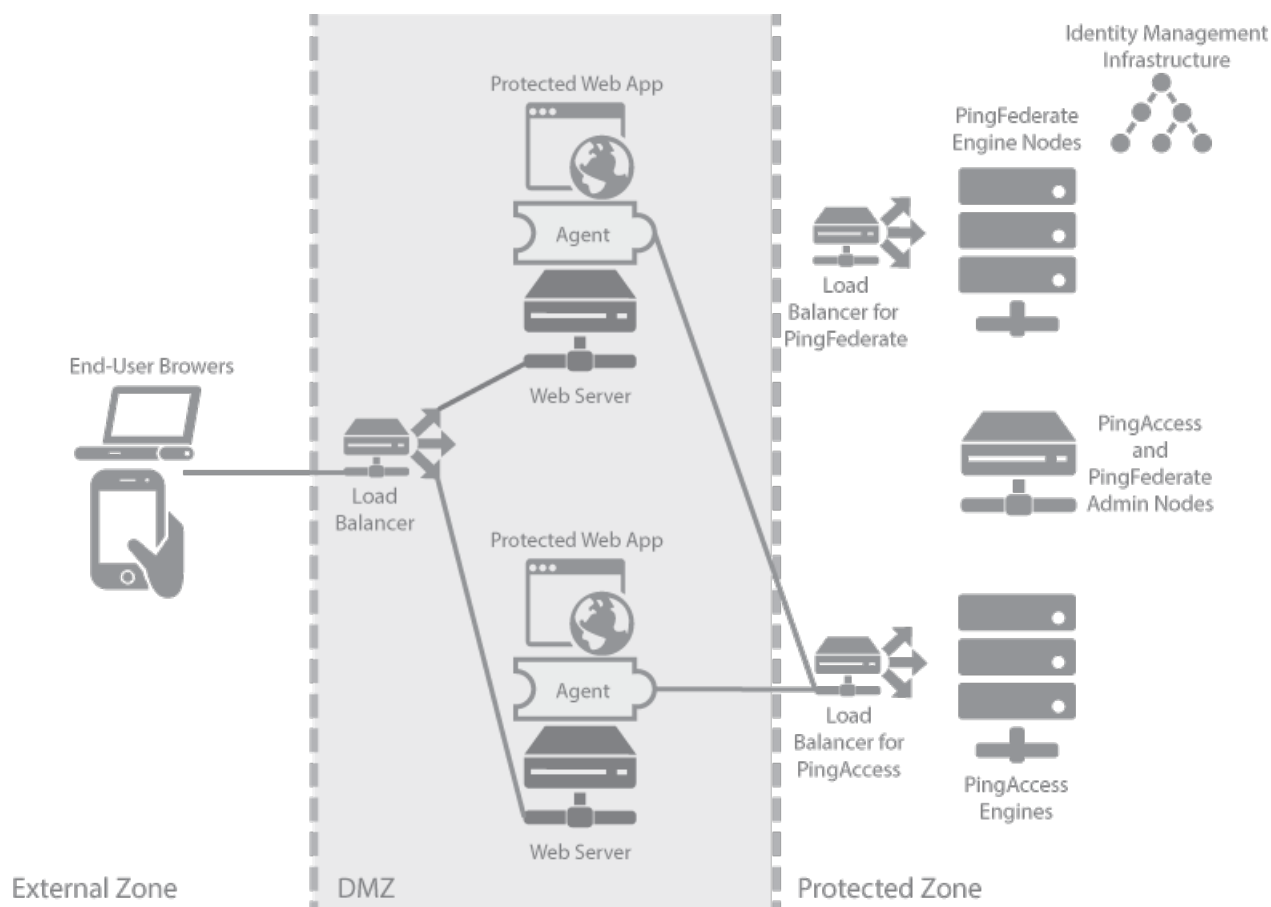 Identity Management
Infrastructure
Protected Web App
PingFederate
Engine Nodes
Agent
Load
Balancer for
PingFederate
End-User Browers
Web Server
PingAccess
and
PingFederate
Admin Nodes
Load
Balancer
Protected Web App
Agent
Load
Balancer for
PingAccess
PingAccess
Engines
Web Server
External Zone
DMZ
Protected Zone